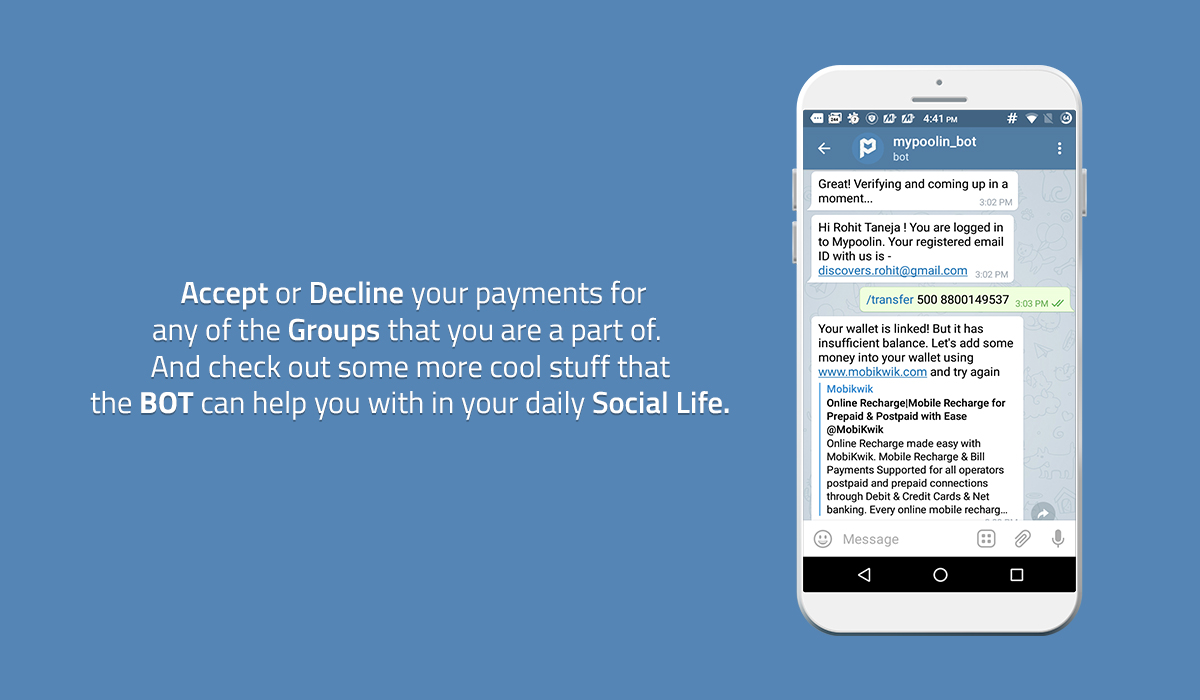 Accept or Decline your payments for
any of the Groups that you are a part of.
And check out some more cool stuff that
the BOT can help you with in your daily Social Life.
4:41 PM
mypoolin_bot
bot
Great! Verifying and coming up in a
moment...
3:02 PM
Hi Rohit Taneja ! You are logged in
to Mypoolin. Your registered email
ID with us is -
discovers.rohit@gmail.com 3:02 PM
/transfer 500 8800149537 3:03 PM
Your wallet is linked! But it has
insufficient balance. Let's add some
money into your wallet using
www.mobikwik.com and try again
Mobikwik
Online Recharge|Mobile Recharge for
Prepaid & Postpaid with Ease
@MobiKwik
Online Recharge made easy with
MobiKwik. Mobile Recharge & Bill
Payments Supported for all operators
postpaid and prepaid connections
through Debit & Credit Cards & Net
banking. Every online mobile recharg...
Message